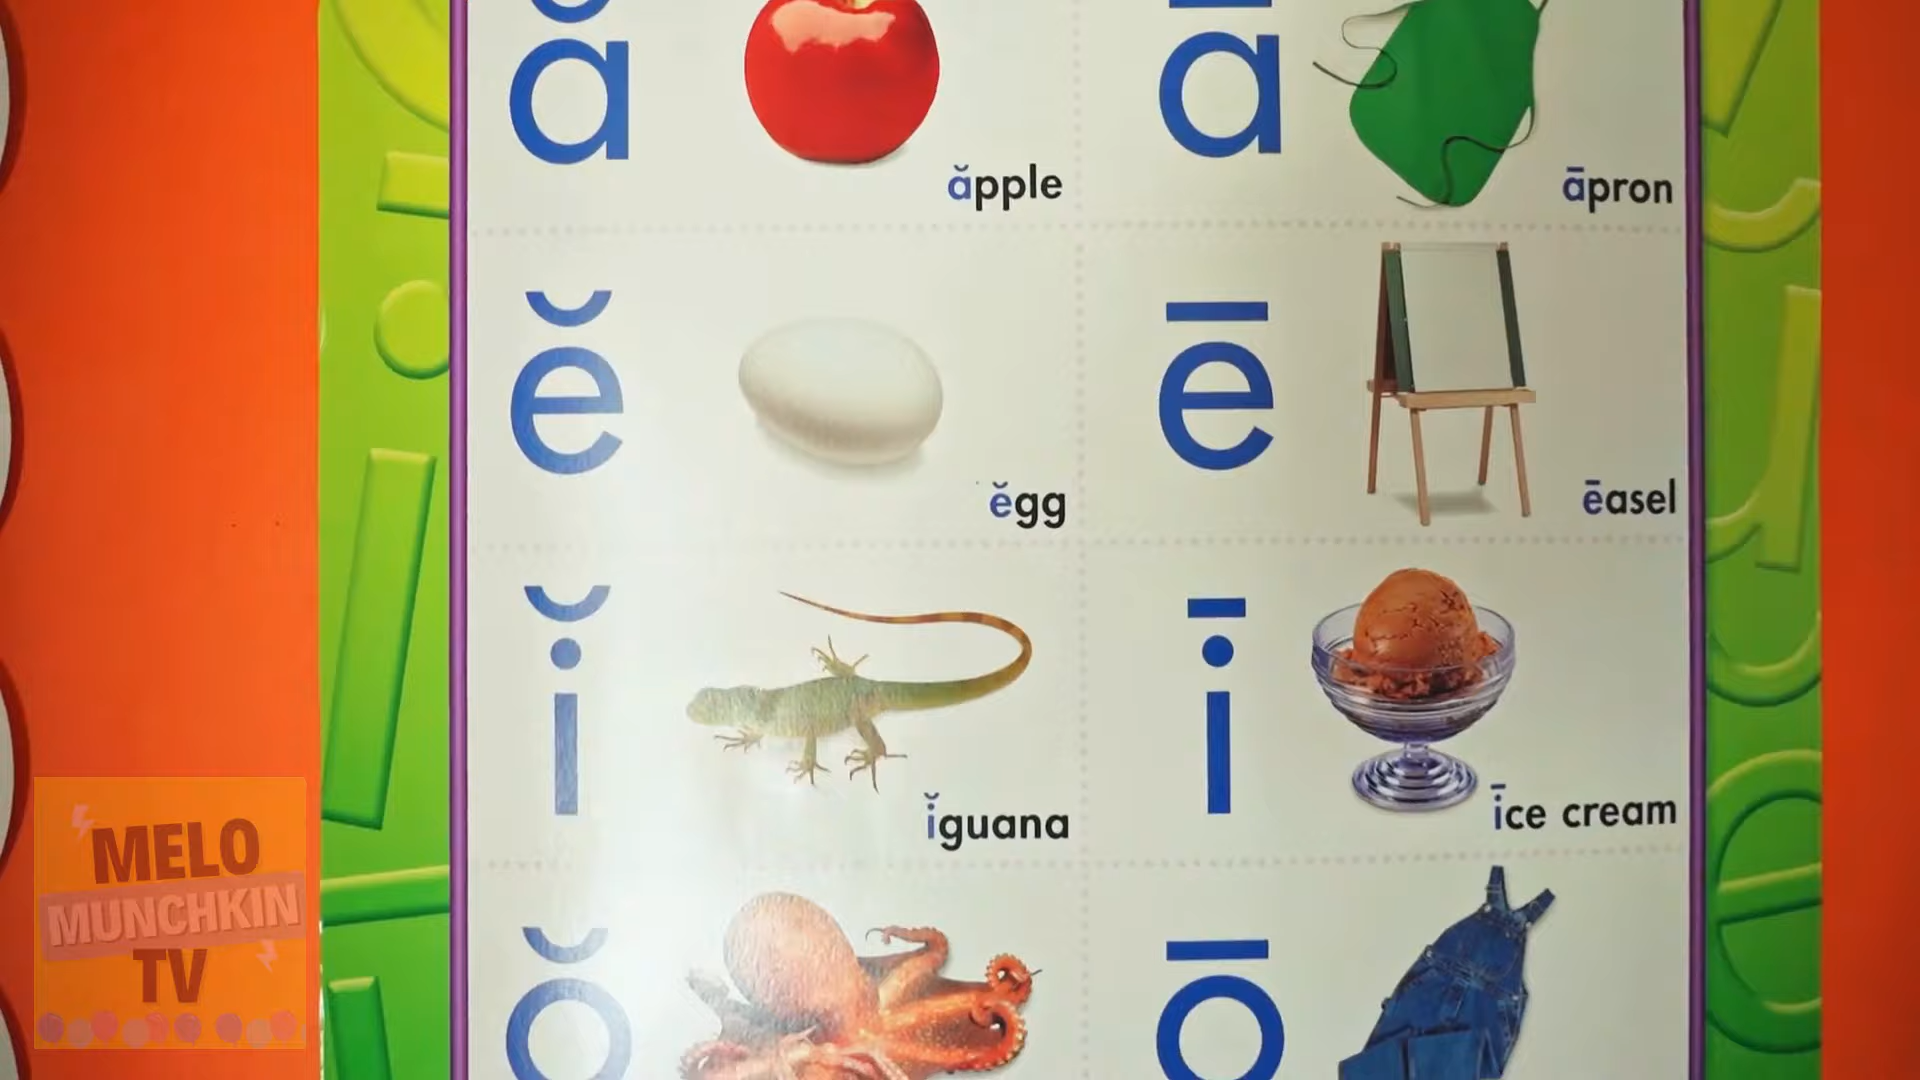 ă ā
ăpple āpron
ĕ ē
ĕgg ēasel
ĭ ī
ĭguana īce cream
ŏ ō
MELO
MUNCHKIN
TV